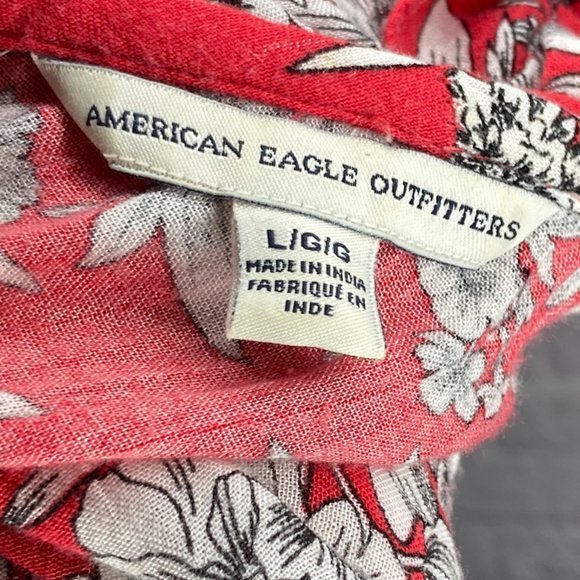 AMERICAN EAGLE OUTFITTERS
L/G/G
MADE IN INDIA
FABRIQUÉ EN
INDE